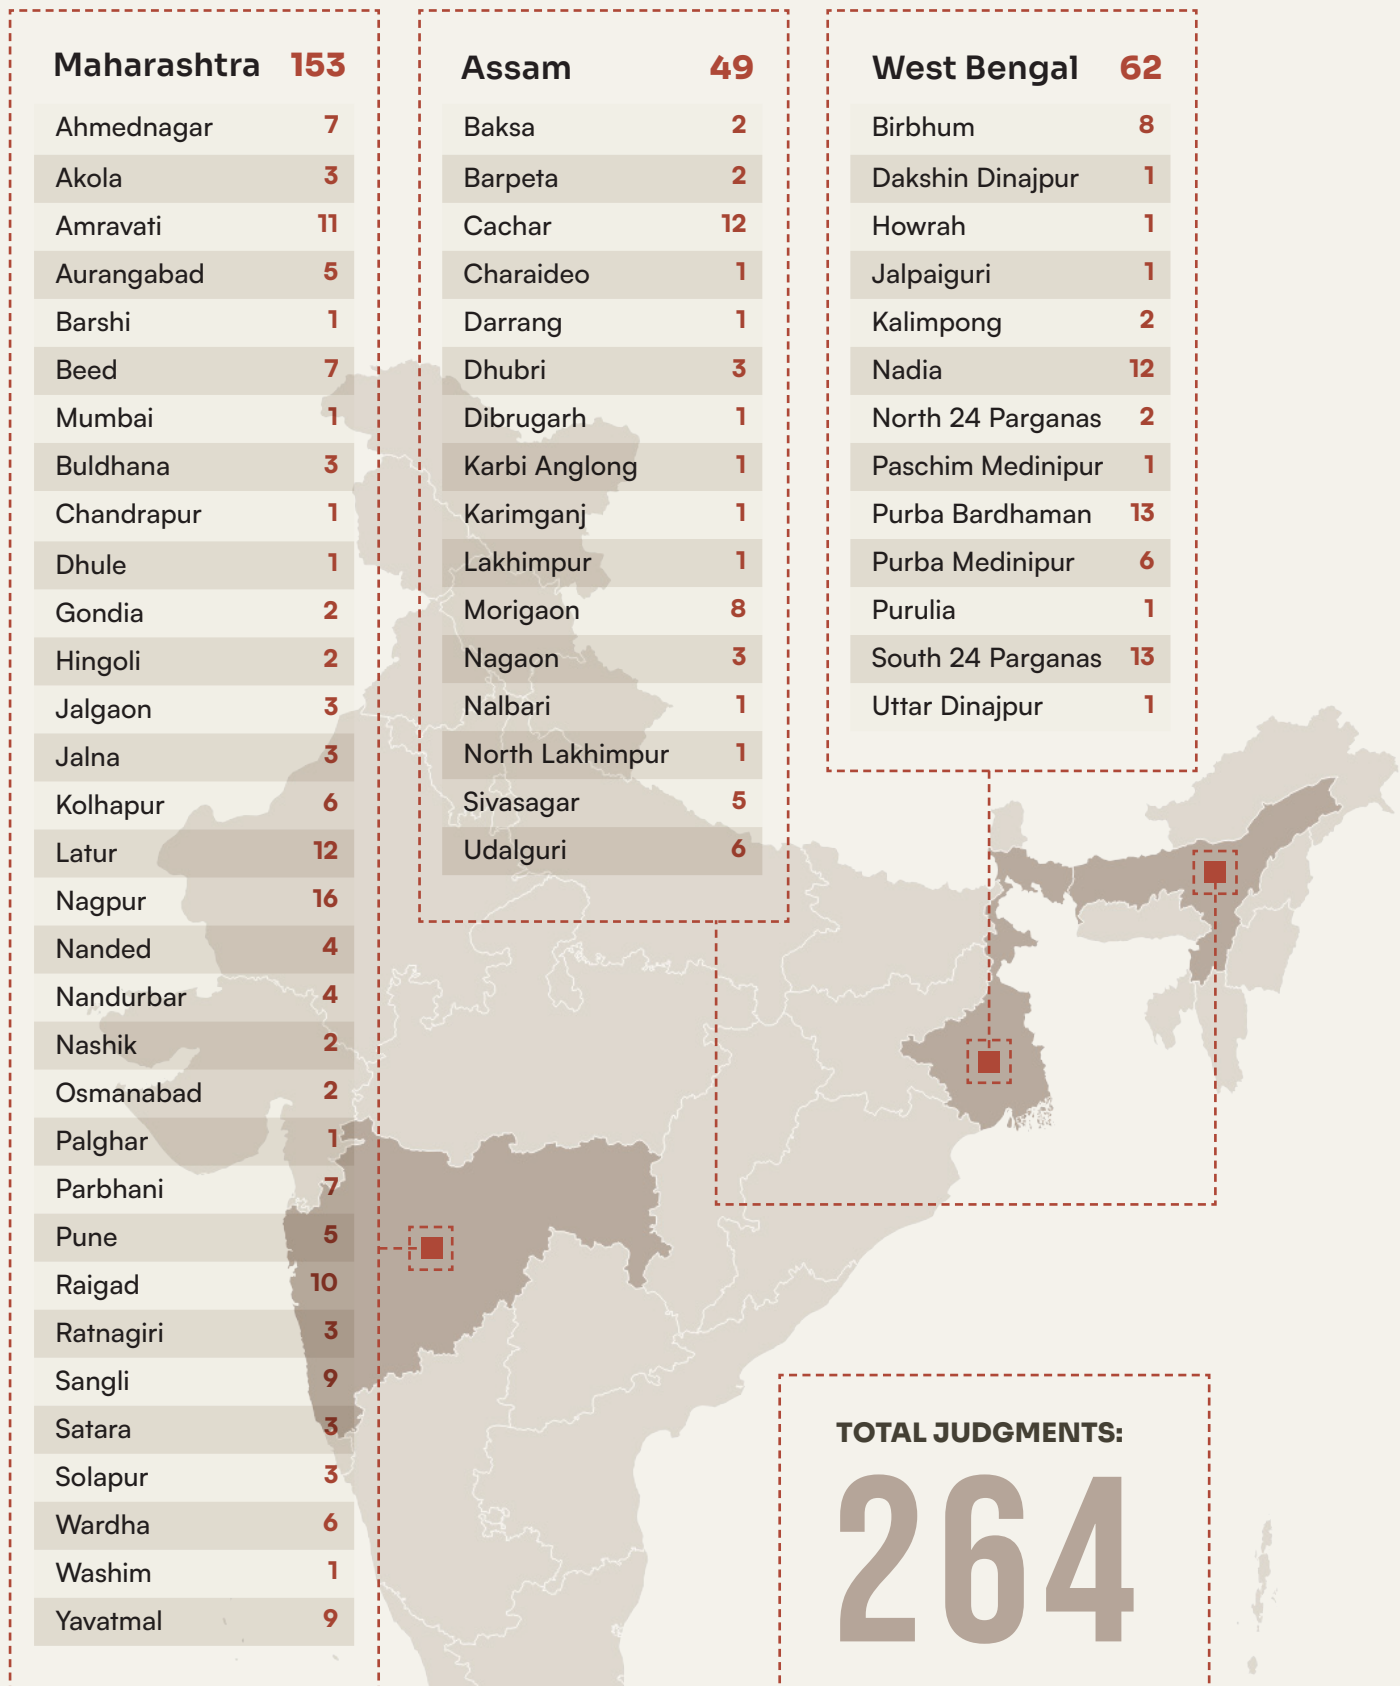 Maharashtra 153
Ahmednagar 7
Akola 3
Amravati 11
Aurangabad 5
Barshi 1
Beed 7
Mumbai 1
Buldhana 3
Chandrapur 1
Dhule 1
Gondia 2
Hingoli 2
Jalgaon 3
Jalna 3
Kolhapur 6
Latur 12
Nagpur 16
Nanded 4
Nandurbar 4
Nashik 2
Osmanabad 2
Palghar 1
Parbhani 7
Pune 5
Raigad 10
Ratnagiri 3
Sangli 9
Satara 3
Solapur 3
Wardha 6
Washim 1
Yavatmal 9
Assam 49
Baksa 2
Barpeta 2
Cachar 12
Charaideo 1
Darrang 1
Dhubri 3
Dibrugarh 1
Karbi Anglong 1
Karimganj 1
Lakhimpur 1
Morigaon 8
Nagaon 3
Nalbari 1
North Lakhimpur 1
Sivasagar 5
Udalguri 6
West Bengal 62
Birbhum 8
Dakshin Dinajpur 1
Howrah 1
Jalpaiguri 1
Kalimpong 2
Nadia 12
North 24 Parganas 2
Paschim Medinipur 1
Purba Bardhaman 13
Purba Medinipur 6
Purulia 1
South 24 Parganas 13
Uttar Dinajpur 1
TOTAL JUDGMENTS:
264